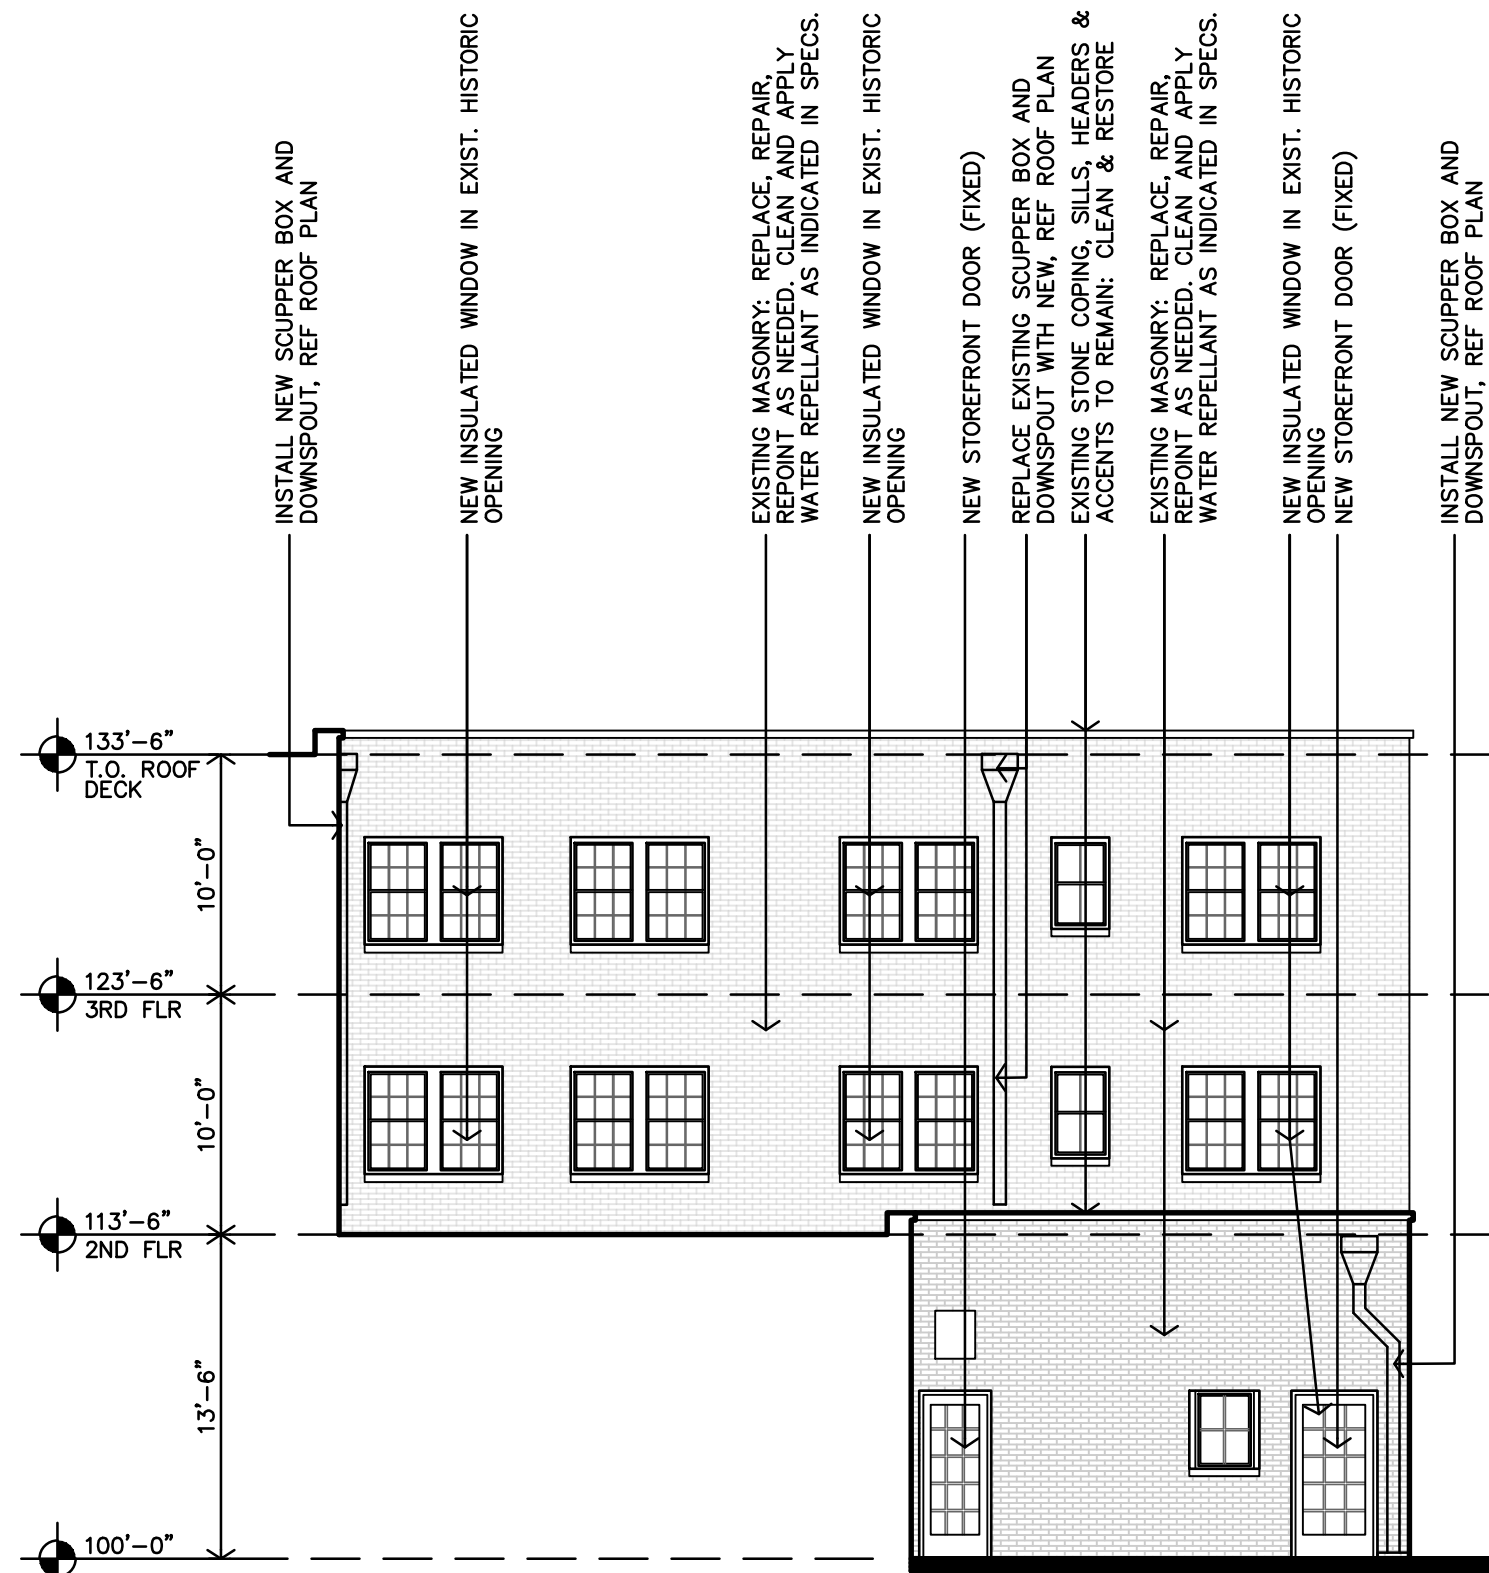 INSTALL NEW SCUPPER BOX AND
DOWNSPOUT, REF ROOF PLAN
NEW INSULATED WINDOW IN EXIST. HISTORIC
OPENING
EXISTING MASONRY: REPLACE, REPAIR,
REPOINT AS NEEDED. CLEAN AND APPLY
WATER REPELLANT AS INDICATED IN SPECS.
NEW INSULATED WINDOW IN EXIST. HISTORIC
OPENING
NEW STOREFRONT DOOR (FIXED)
REPLACE EXISTING SCUPPER BOX AND
DOWNSPOUT WITH NEW, REF ROOF PLAN
EXISTING STONE COPING, SILLS, HEADERS &
ACCENTS TO REMAIN: CLEAN & RESTORE
EXISTING MASONRY: REPLACE, REPAIR,
REPOINT AS NEEDED. CLEAN AND APPLY
WATER REPELLANT AS INDICATED IN SPECS.
NEW INSULATED WINDOW IN EXIST. HISTORIC
OPENING
NEW STOREFRONT DOOR (FIXED)
INSTALL NEW SCUPPER BOX AND
DOWNSPOUT, REF ROOF PLAN
133'-6"
T.O. ROOF
DECK
10'-0"
123'-6"
3RD FLR
10'-0"
113'-6"
2ND FLR
13'-6"
100'-0"